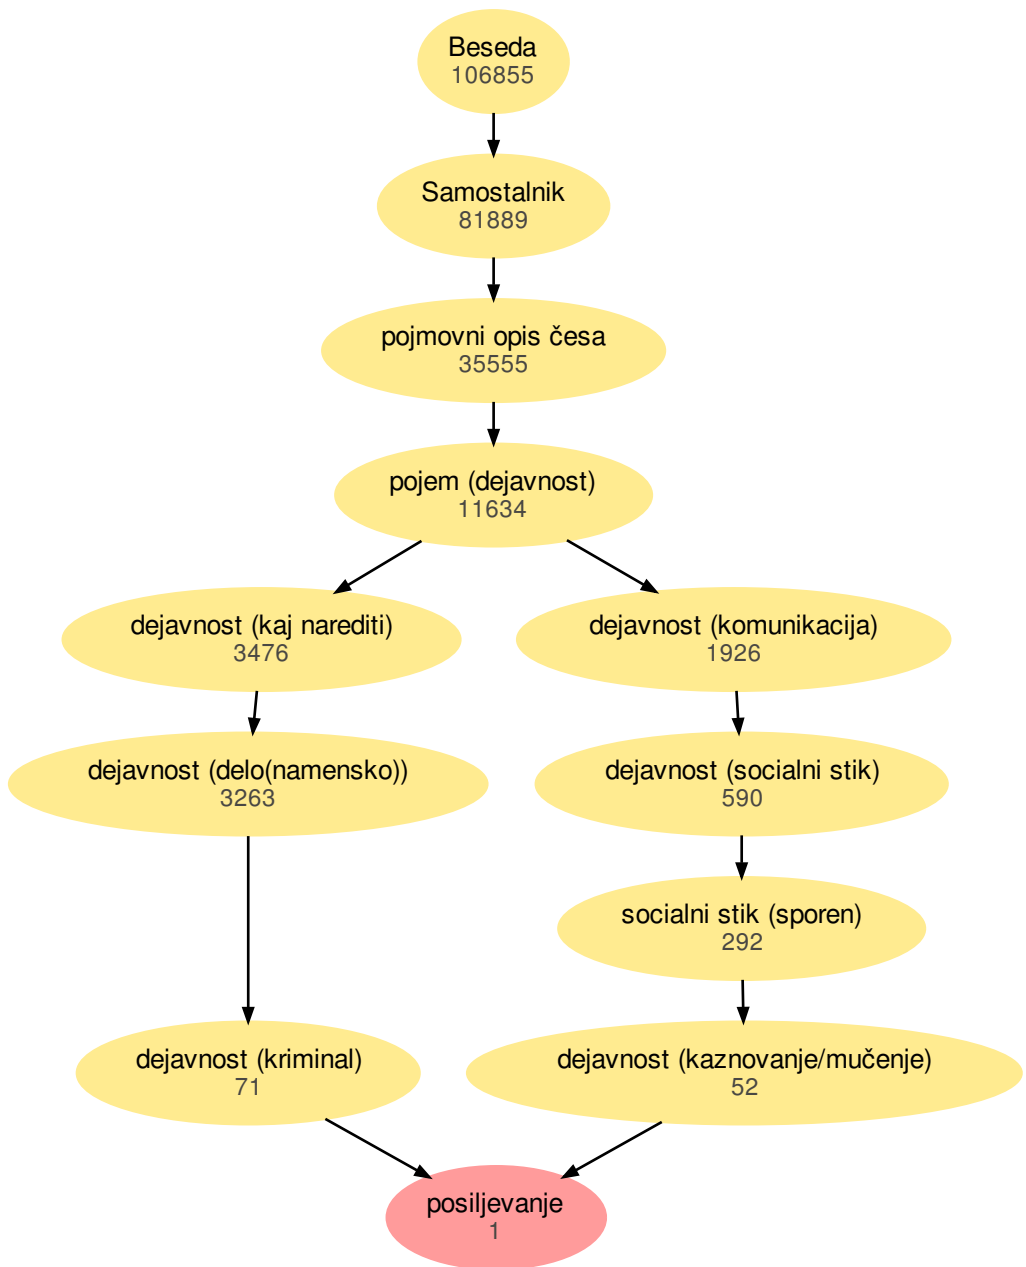 Beseda
106855
Samostalnik
81889
pojmovni opis česa
35555
pojem (dejavnost)
11634
dejavnost (kaj narediti)
3476
dejavnost (komunikacija)
1926
dejavnost (delo(namensko))
3263
dejavnost (socialni stik)
590
socialni stik (sporen)
292
dejavnost (kriminal)
71
dejavnost (kaznovanje/mučenje)
52
posiljevanje
1